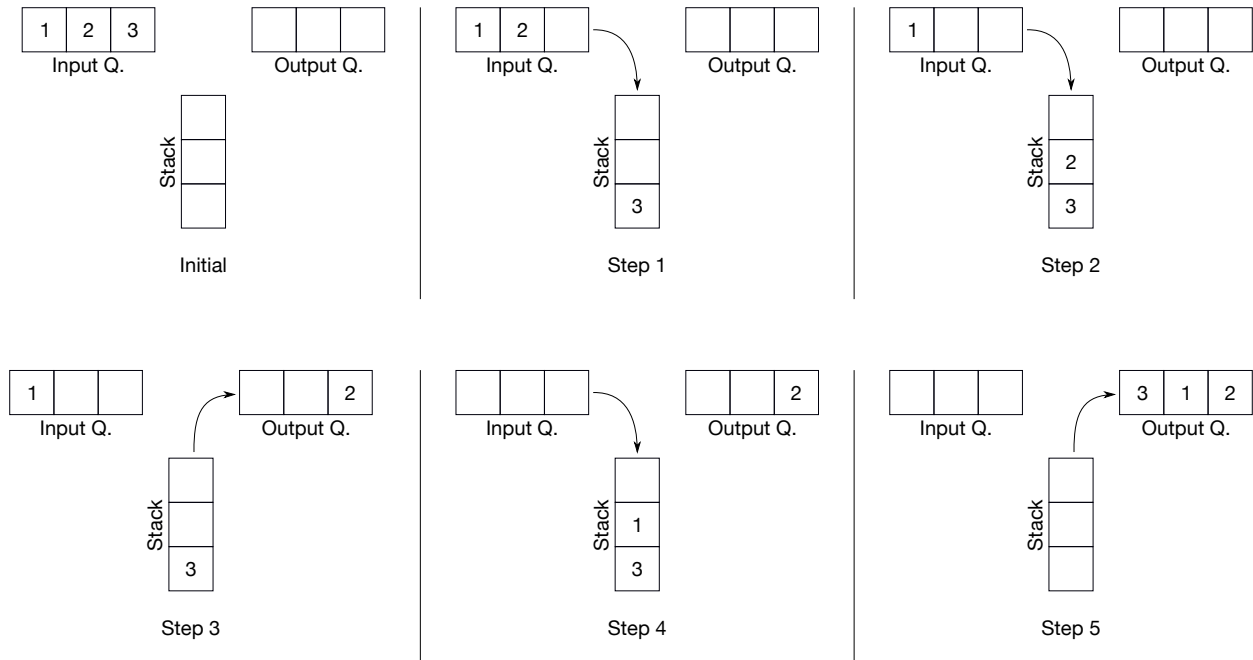 1 2 3
Input Q.
Output Q.
Stack
Initial
1 2
Input Q.
Output Q.
Stack
3
Step 1
1
Input Q.
Output Q.
Stack
2
3
Step 2
1
Input Q.
2
Output Q.
Stack
3
Step 3
Input Q.
2
Output Q.
Stack
1
3
Step 4
Input Q.
3 1 2
Output Q.
Stack
Step 5